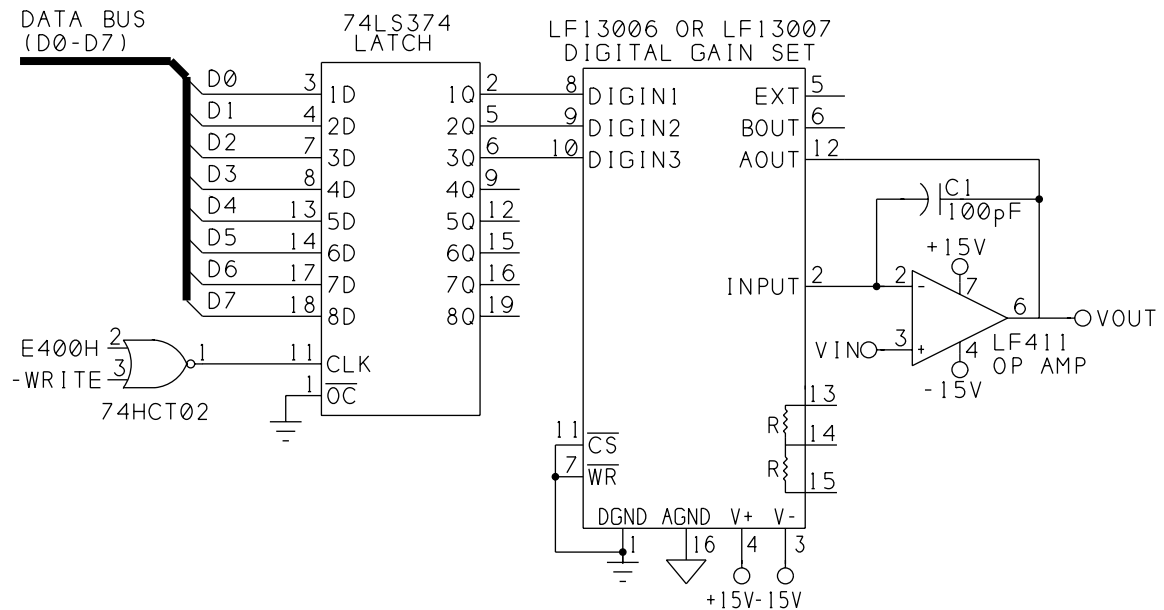 DATA BUS
(D0-D7)
74LS374
LATCH
LF13006 OR LF13007
DIGITAL GAIN SET
D0 3 1D 1Q 2 8 DIGIN1 EXT 5
D1 4 2D 2Q 5 9 DIGIN2 BOUT 6
D2 7 3D 3Q 6 10 DIGIN3 AOUT 12
D3 8 4D 4Q 9
C1
100pF
D4 13 5D 5Q 12
D5 14 6D 6Q 15
+15V
D6 17 7D 7Q 16 INPUT 2 2 - 7
D7 18 8D 8Q 19
6 VOUT
E400H 2
-WRITE 3
1 11 CLK
74HCT02
1 OC
VIN 3 + 4
LF411
OP AMP
-15V
13
R
14
R
15
11 CS
7 WR
DGND AGND V+ V-
1 16 4 3
+15V-15V